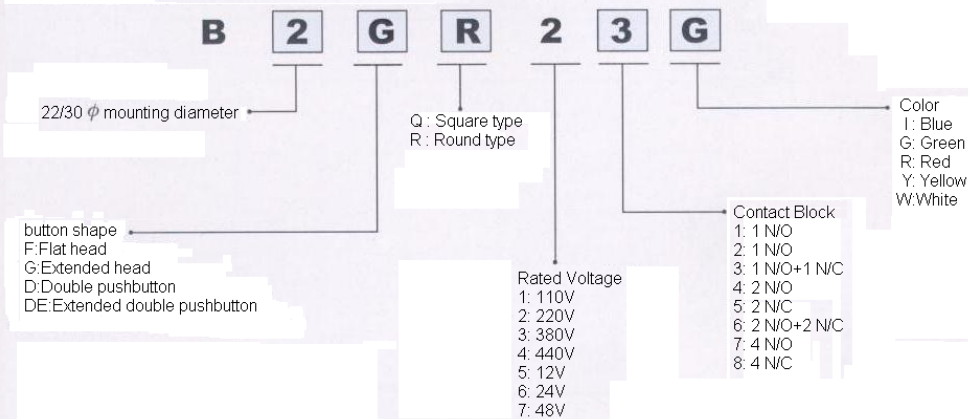 B 2 G R 2 3 G
22/30 φ mounting diameter
Q : Square type
R : Round type
Color
I : Blue
G: Green
R: Red
Y: Yellow
W:White
button shape
F:Flat head
G:Extended head
D:Double pushbutton
DE:Extended double pushbutton
Rated Voltage
1: 110V
2: 220V
3: 380V
4: 440V
5: 12V
6: 24V
7: 48V
Contact Block
1: 1 N/O
2: 1 N/O
3: 1 N/O+1 N/C
4: 2 N/O
5: 2 N/C
6: 2 N/O+2 N/C
7: 4 N/O
8: 4 N/C